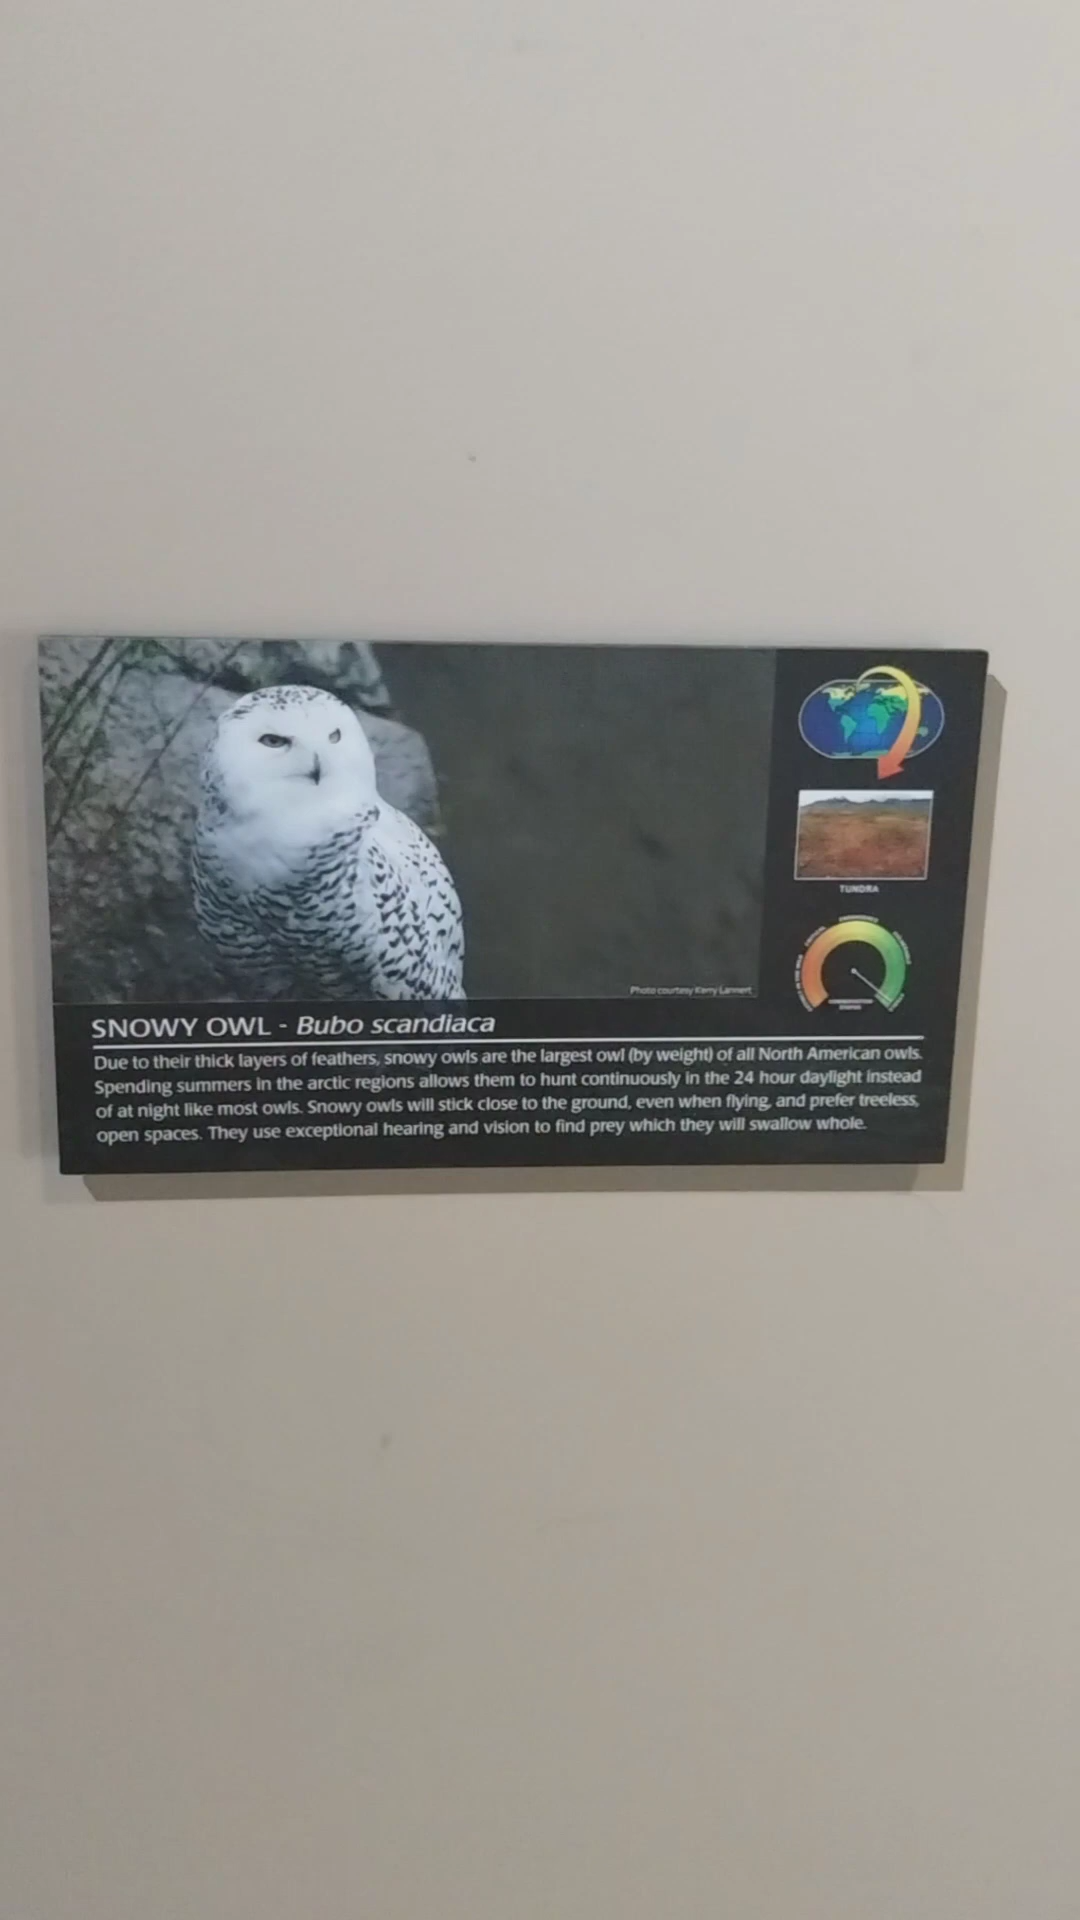 TUNDRA
Photo courtesy Kerry Lannert
SNOWY OWL - Bubo scandiaca
Due to their thick layers of feathers, snowy owls are the largest owl (by weight) of all North American owls.
Spending summers in the arctic regions allows them to hunt continuously in the 24 hour daylight instead
of at night like most owls. Snowy owls will stick close to the ground, even when flying, and prefer treeless,
open spaces. They use exceptional hearing and vision to find prey which they will swallow whole.